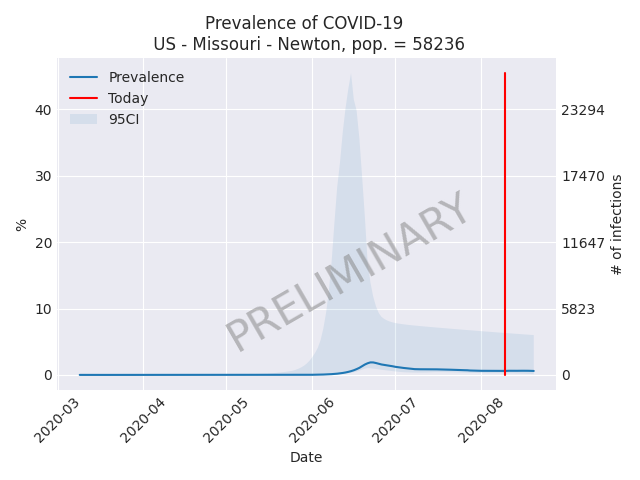 Prevalence of COVID-19
US - Missouri - Newton, pop. = 58236
Prevalence
Today
95CI
40
30
20
10
0
%
23294
17470
11647
5823
0
# of infections
PRELIMINARY
2020-03
2020-04
2020-05
2020-06
2020-07
2020-08
Date